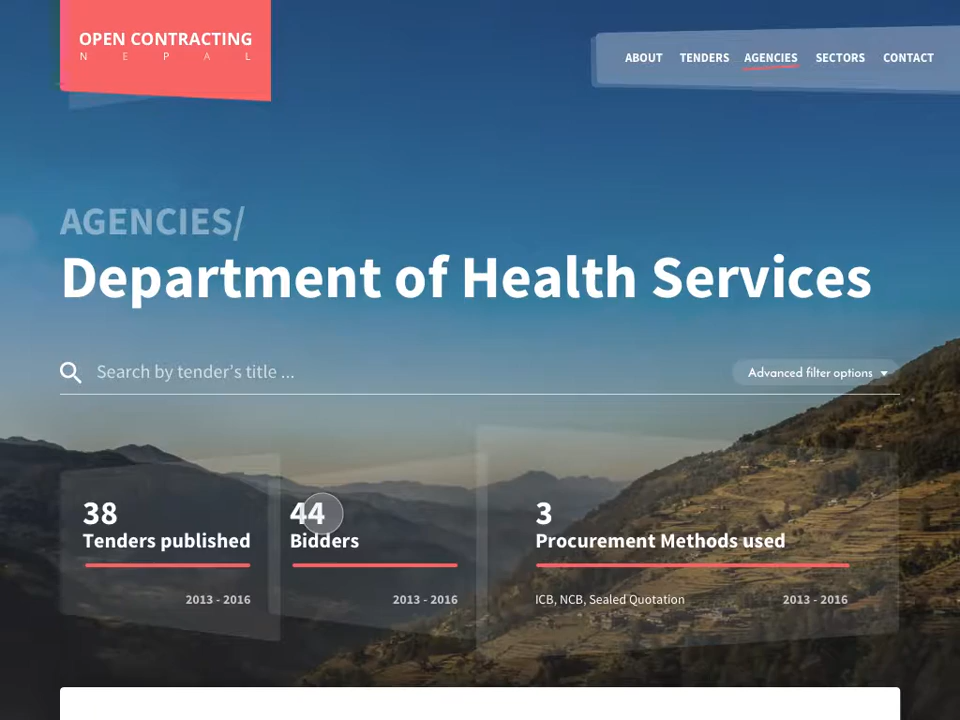 OPEN CONTRACTING
NEPAL
ABOUT TENDERS AGENCIES SECTORS CONTACT
AGENCIES/
Department of Health Services
Search by tender's title ...
Advanced filter options
38
Tenders published
2013 - 2016
44
Bidders
2013 - 2016
3
Procurement Methods used
ICB, NCB, Sealed Quotation
2013 - 2016